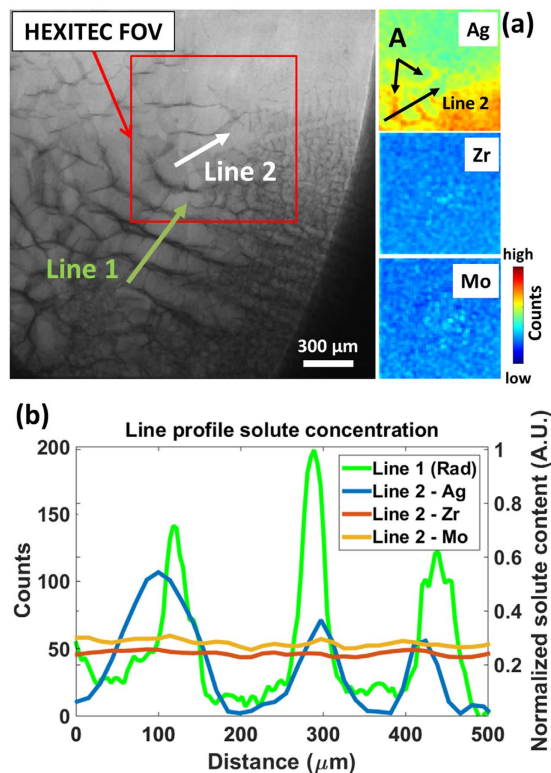 HEXITEC FOV
Line 2
Line 1
300 µm
(a)
Ag
A
Line 2
Zr
Mo
high
Counts
low
(b)
Line profile solute concentration
Line 1 (Rad)
Line 2 - Ag
Line 2 - Zr
Line 2 - Mo
200
150
100
50
0
Counts
1
0.8
0.6
0.4
0.2
Normalized solute content (A.U.)
0 100 200 300 400 500
Distance (µm)